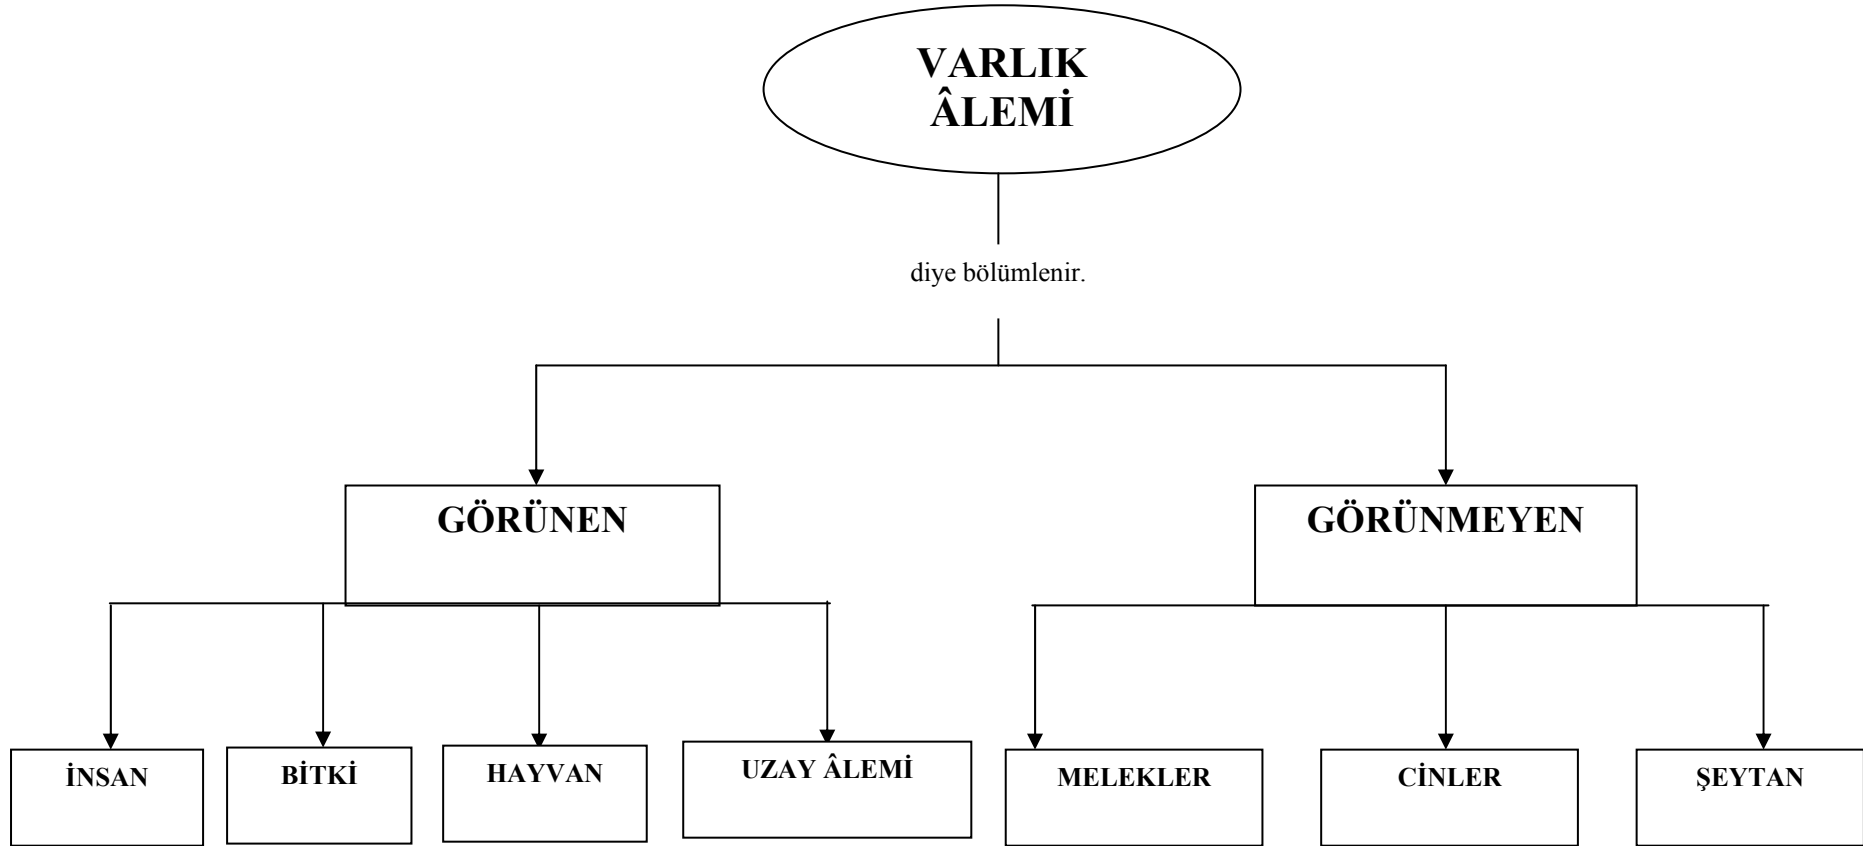 VARLIK
ÂLEMİ
diye bölümlenir.
GÖRÜNEN
GÖRÜNMEYEN
İNSAN
BİTKİ
HAYVAN
UZAY ÂLEMİ
MELEKLER
CİNLER
ŞEYTAN